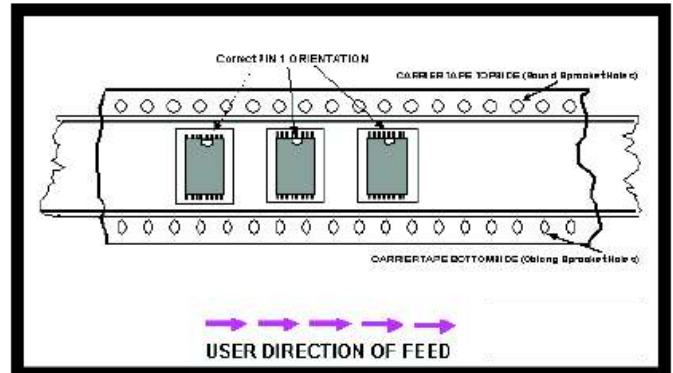 Correct PIN 1 ORIENTATION
CARRIER TAPE TOPSIDE (Round Sprocket Holes)
CARRIER TAPE BOTTOMSIDE (Oblong Sprocket Holes)
USER DIRECTION OF FEED